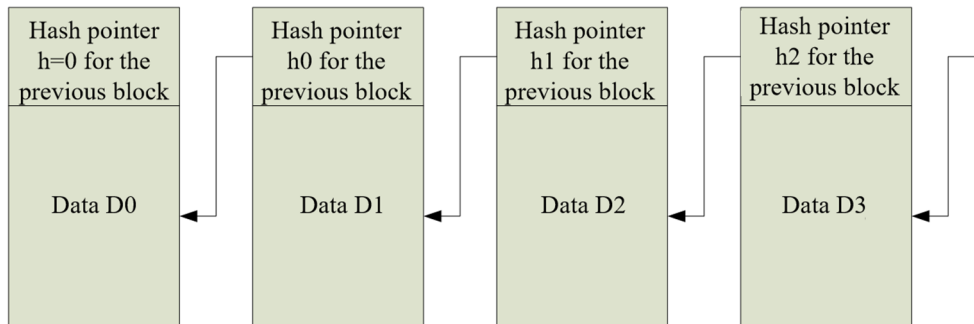 Hash pointer
h=0 for the
previous block
Data D0
Hash pointer
h0 for the
previous block
Data D1
Hash pointer
h1 for the
previous block
Data D2
Hash pointer
h2 for the
previous block
Data D3